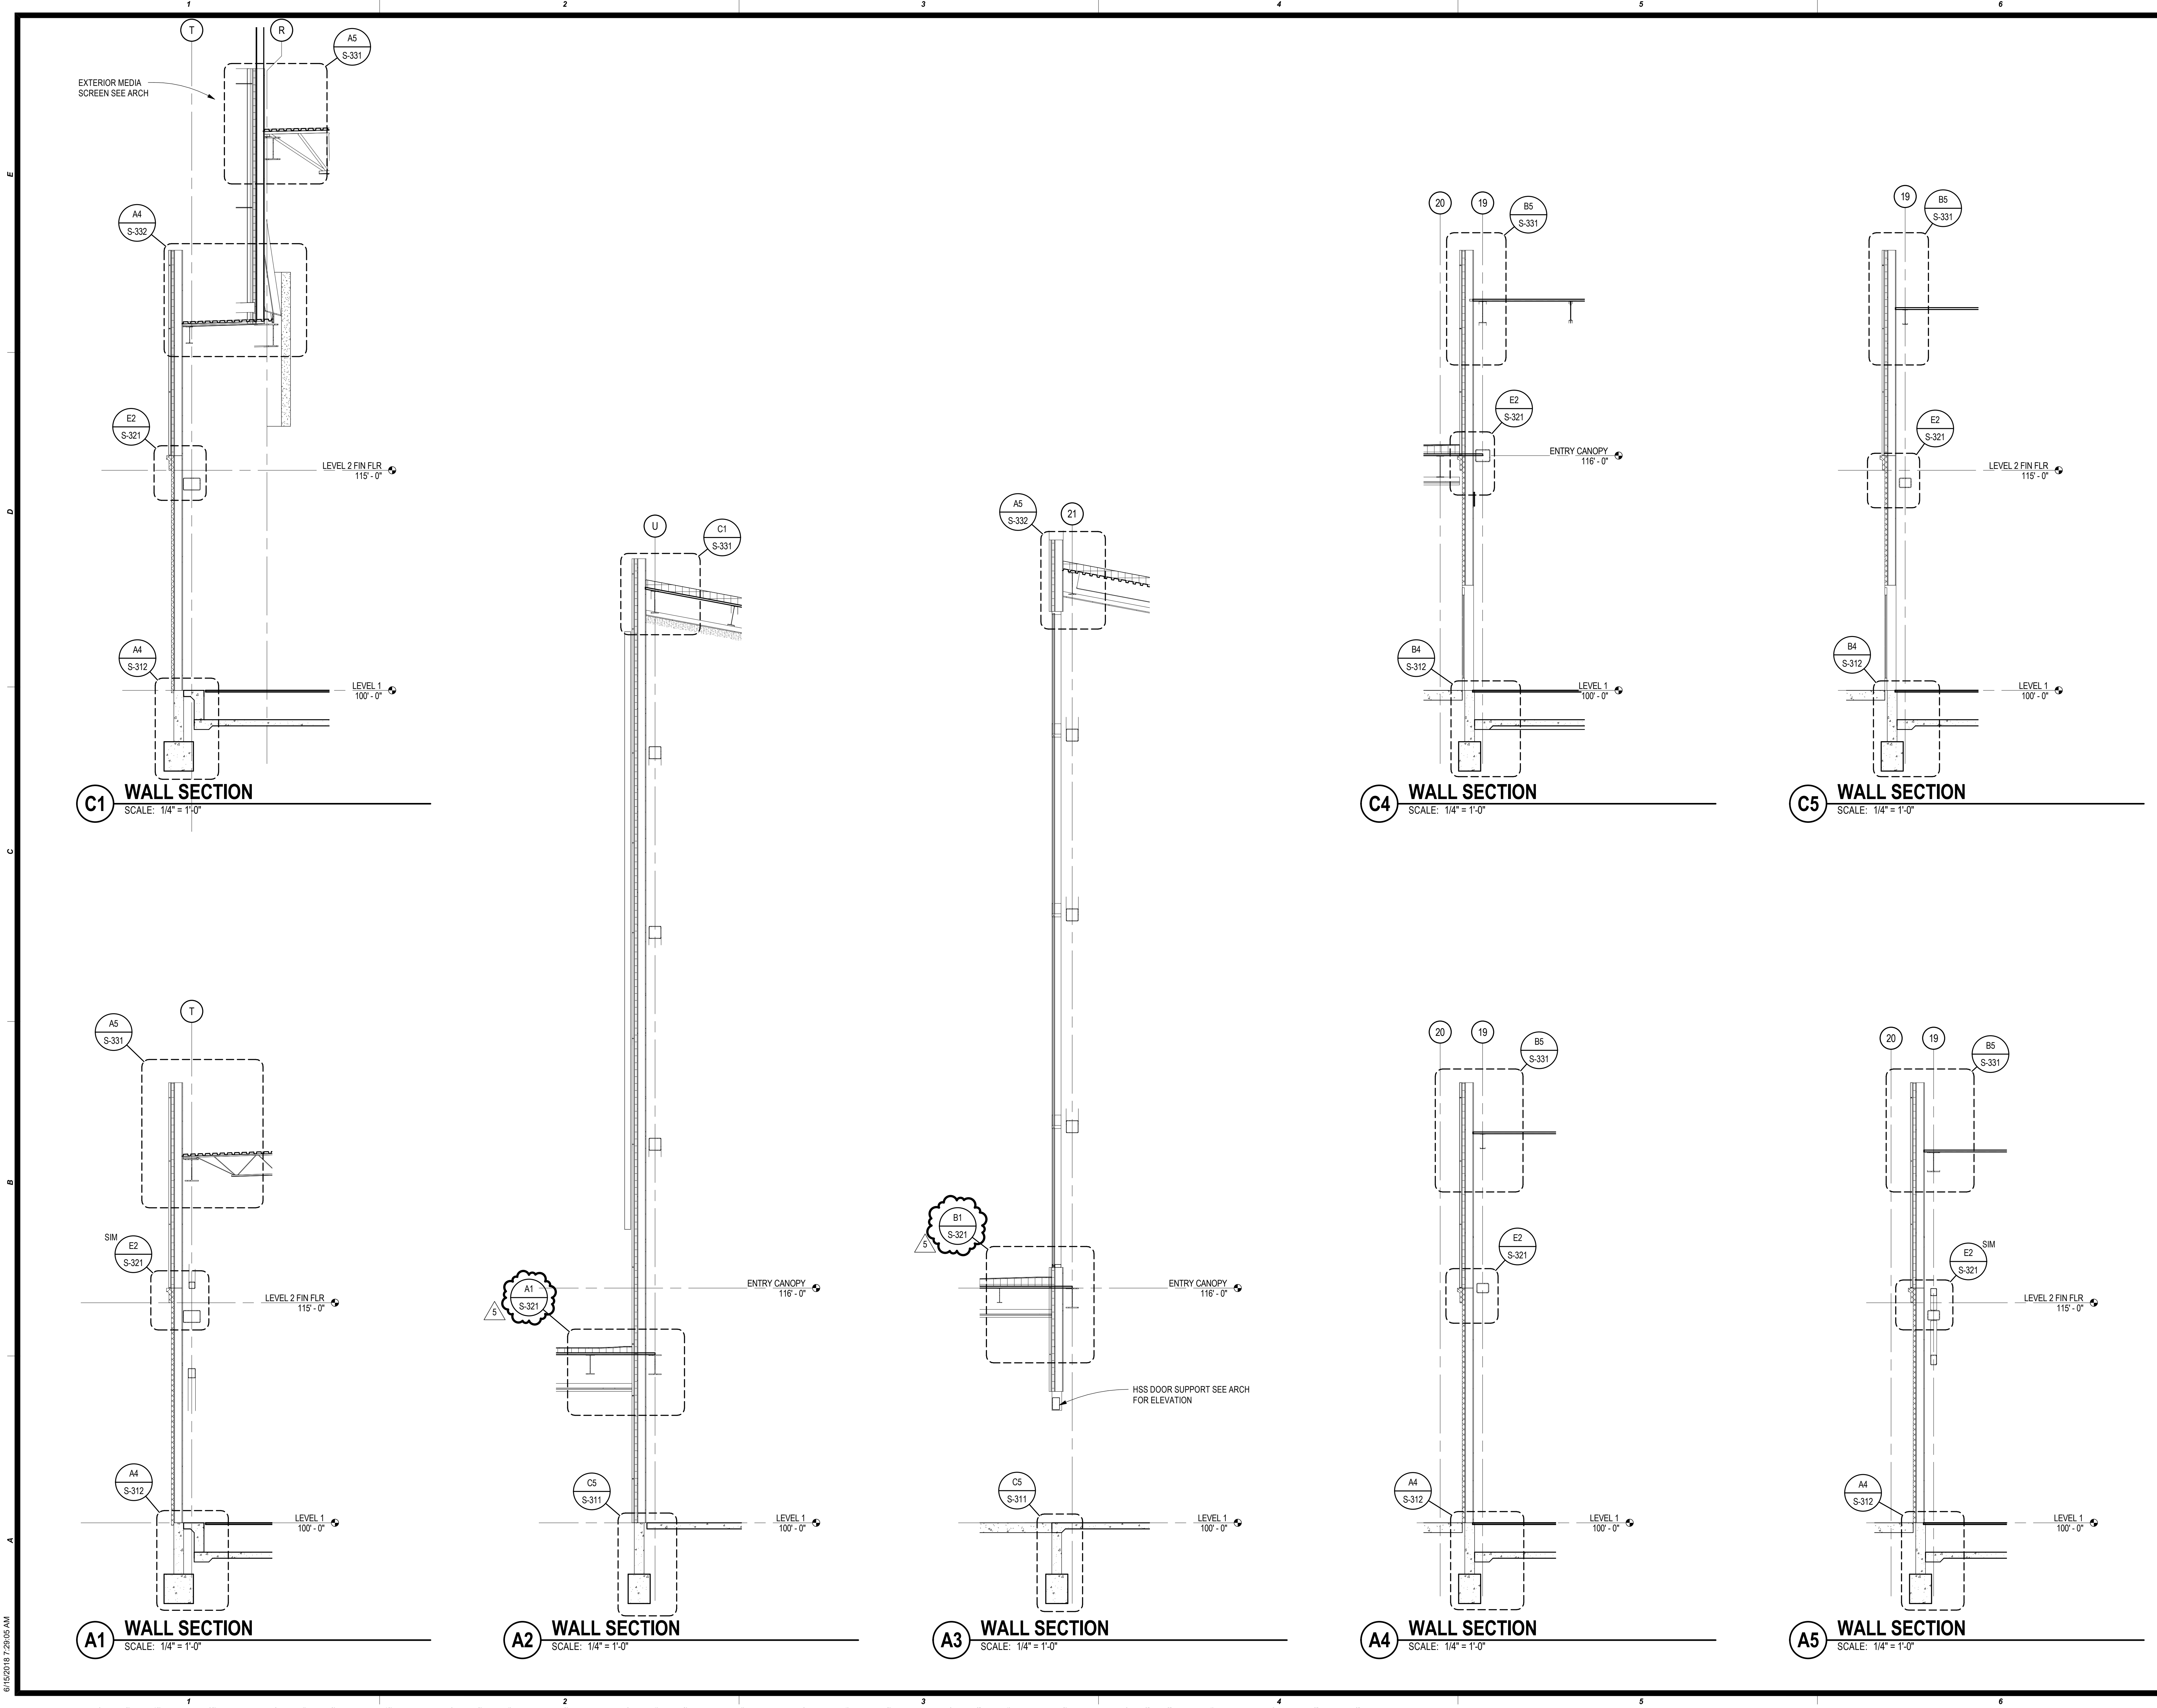 1
2
3
4
5
6
E
D
C
B
A
T
R
A5
S-331
EXTERIOR MEDIA
SCREEN SEE ARCH
A4
S-332
E2
S-321
LEVEL 2 FIN FLR
115' - 0"
A4
S-312
LEVEL 1
100' - 0"
C1
WALL SECTION
SCALE: 1/4" = 1'-0"
20
19
B5
S-331
E2
S-321
ENTRY CANOPY
116' - 0"
B4
S-312
LEVEL 1
100' - 0"
C4
WALL SECTION
SCALE: 1/4" = 1'-0"
19
B5
S-331
E2
S-321
LEVEL 2 FIN FLR
115' - 0"
B4
S-312
LEVEL 1
100' - 0"
C5
WALL SECTION
SCALE: 1/4" = 1'-0"
T
A5
S-331
SIM
E2
S-321
LEVEL 2 FIN FLR
115' - 0"
A4
S-312
LEVEL 1
100' - 0"
A1
WALL SECTION
SCALE: 1/4" = 1'-0"
U
C1
S-331
A1
S-321
5
ENTRY CANOPY
116' - 0"
C5
S-311
LEVEL 1
100' - 0"
A2
WALL SECTION
SCALE: 1/4" = 1'-0"
A5
S-332
21
B1
S-321
5
ENTRY CANOPY
116' - 0"
HSS DOOR SUPPORT SEE ARCH
FOR ELEVATION
C5
S-311
LEVEL 1
100' - 0"
A3
WALL SECTION
SCALE: 1/4" = 1'-0"
20
19
B5
S-331
E2
S-321
A4
S-312
LEVEL 1
100' - 0"
A4
WALL SECTION
SCALE: 1/4" = 1'-0"
20
19
B5
S-331
E2
SIM
S-321
LEVEL 2 FIN FLR
115' - 0"
A4
S-312
LEVEL 1
100' - 0"
A5
WALL SECTION
SCALE: 1/4" = 1'-0"
6/15/2018 7:29:05 AM
1
2
3
4
5
6